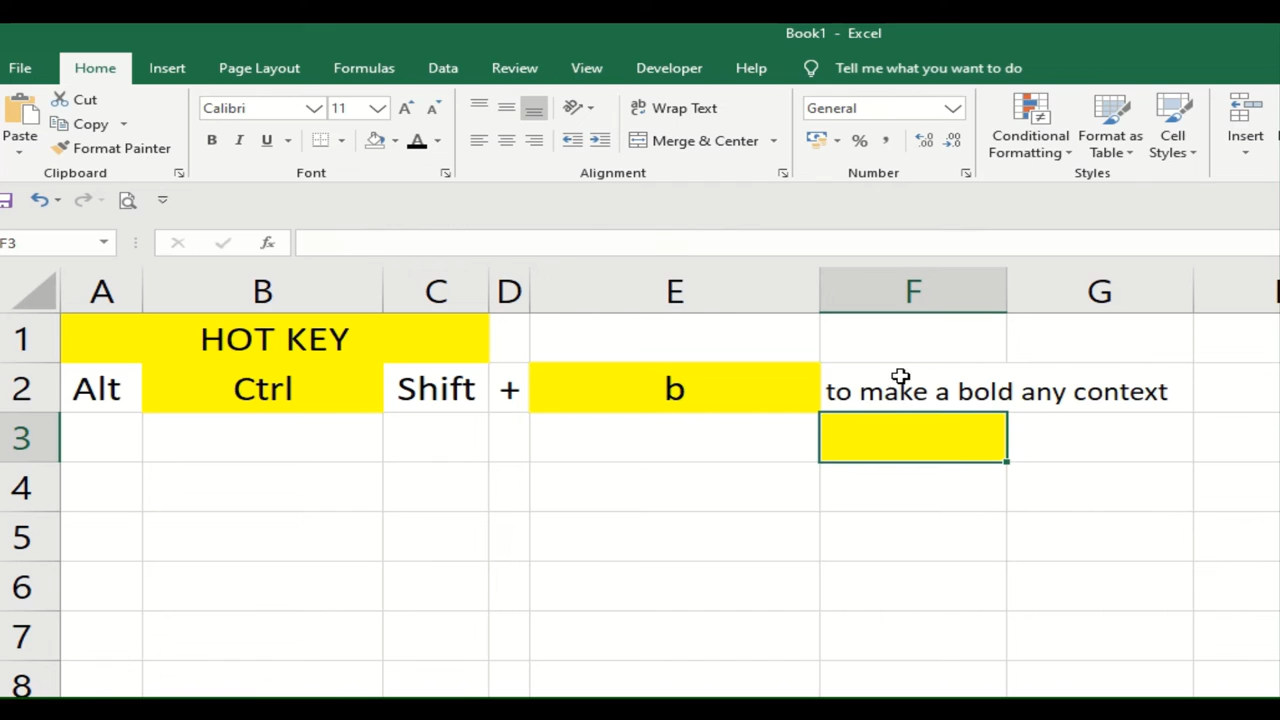 Book1 - Excel
File Home Insert Page Layout Formulas Data Review View Developer Help Tell me what you want to do
Cut
Copy
Format Painter
Paste
Clipboard
Calibri 11
B I U A
Font
Wrap Text
Merge & Center
Alignment
General
%
Number
Conditional Formatting
Format as Table
Cell Styles
Styles
Insert
F3 fx
A B C D E F G
1 HOT KEY
2 Alt Ctrl Shift + b to make a bold any context
3
4
5
6
7
8